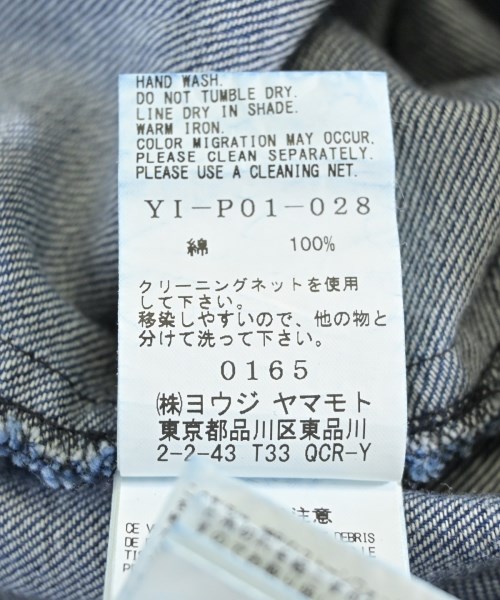 HAND WASH.
DO NOT TUMBLE DRY.
LINE DRY IN SHADE.
WARM IRON.
COLOR MIGRATION MAY OCCUR.
PLEASE CLEAN SEPARATELY.
PLEASE USE A CLEANING NET.
YI-P01-028
綿 100%
クリーニングネットを使用
して下さい。
移染しやすいので、他の物と
分けて洗って下さい。
0165
㈱ヨウジ ヤマモト
東京都品川区東品川
2-2-43 T33 QCR-Y
注意
CE
DE